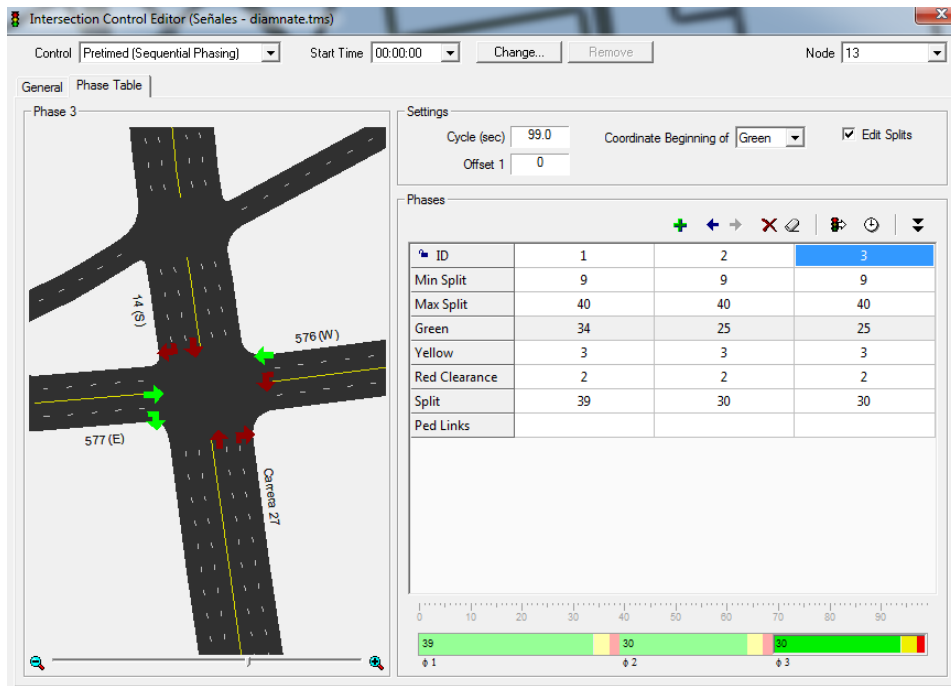 Intersection Control Editor (Señales - diamnate.tms)
Control Pretimed (Sequential Phasing) Start Time 00:00:00 Change... Remove Node 13
General Phase Table
Phase 3
14 (S)
576 (W)
577 (E)
Carrera 27
Settings
Cycle (sec) 99.0 Coordinate Beginning of Green Edit Splits
Offset 1 0
Phases
ID 1 2 3
Min Split 9 9 9
Max Split 40 40 40
Green 34 25 25
Yellow 3 3 3
Red Clearance 2 2 2
Split 39 30 30
Ped Links
0 10 20 30 40 50 60 70 80 90
39 30 30
ϕ 1 ϕ 2 ϕ 3